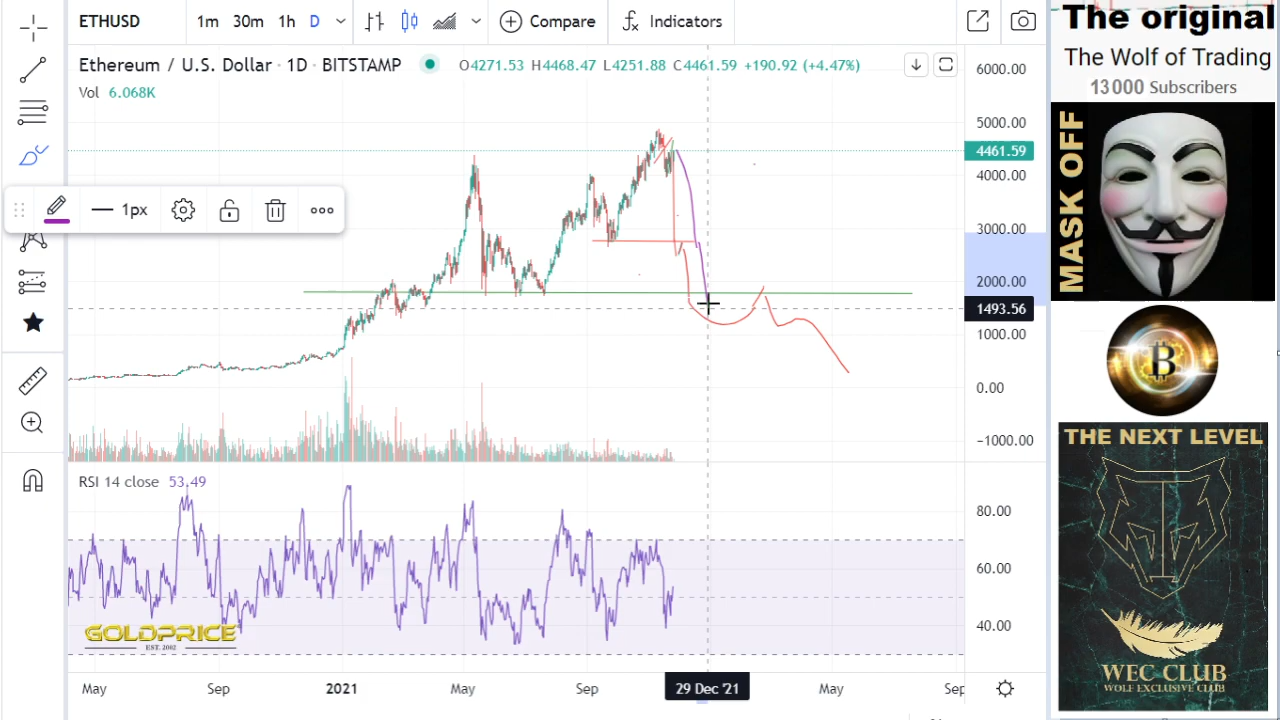 ETHUSD
1m 30m 1h D
Compare
Indicators
Ethereum / U.S. Dollar · 1D · BITSTAMP
O4271.53 H4468.47 L4251.88 C4461.59 +190.92 (+4.47%)
Vol 6.068K
1px
6000.00
5000.00
4461.59
4000.00
3000.00
2000.00
1493.56
1000.00
0.00
−1000.00
RSI 14 close 53.49
80.00
60.00
40.00
GOLDPRICE
EST. 2002
May
Sep
2021
May
Sep
29 Dec '21
May
Sep
The original
The Wolf of Trading
13000 Subscribers
MASK OFF
B
THE NEXT LEVEL
WEC CLUB
WOLF EXCLUSIVE CLUB